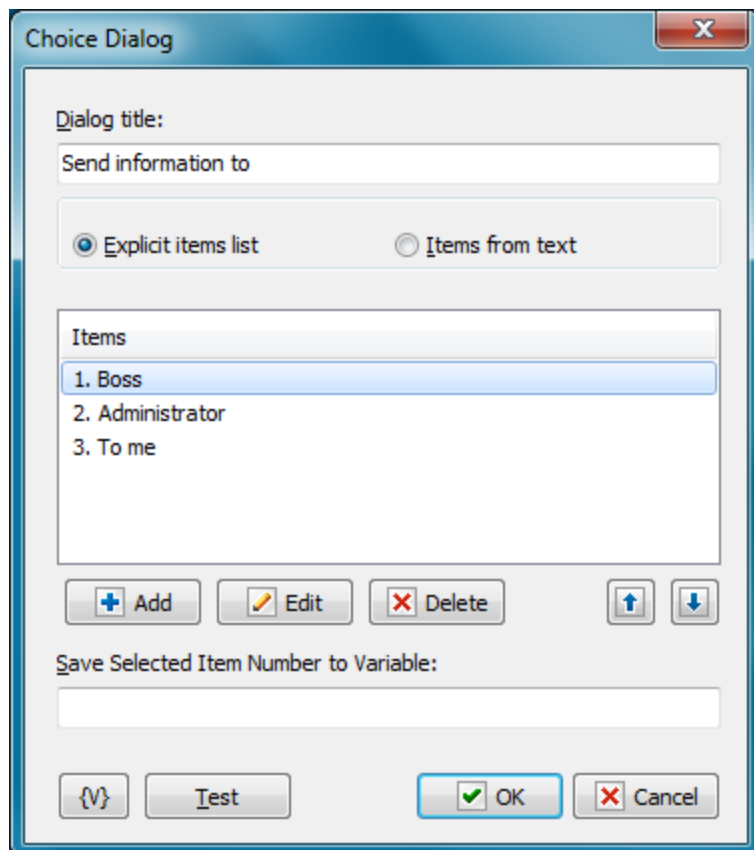 Choice Dialog
Dialog title:
Send information to
Explicit items list Items from text
Items
1. Boss
2. Administrator
3. To me
Add Edit Delete
Save Selected Item Number to Variable:
{V} Test OK Cancel